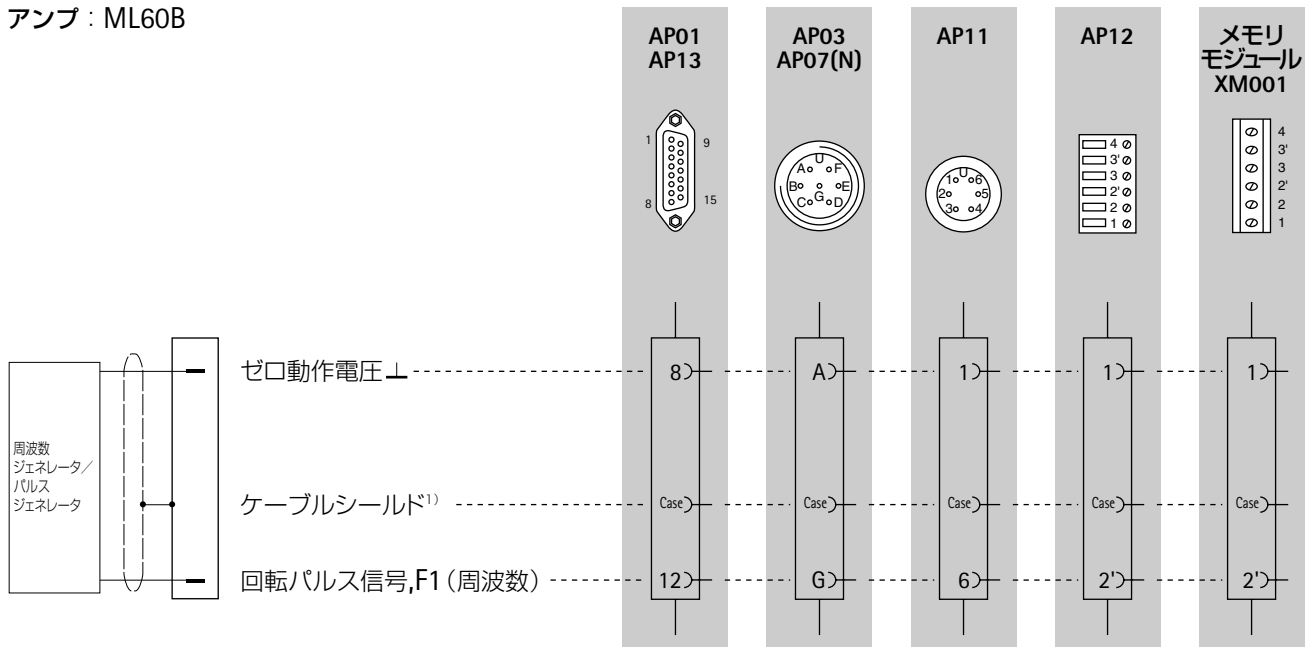 アンプ：ML60B
AP01
AP13
AP03
AP07(N)
AP11
AP12
メモリ
モジュール
XM001
1
9
8
15
U
A
F
B
E
G
C
D
U
1
6
2
5
3
4
4
3'
3
2'
2
1
4
3'
3
2'
2
1
周波数
ジェネレータ／
パルス
ジェネレータ
ゼロ動作電圧⊥
8
A
1
1
1
ケーブルシールド1)
Case
Case
Case
Case
Case
回転パルス信号,F1（周波数）
12
G
6
2'
2'